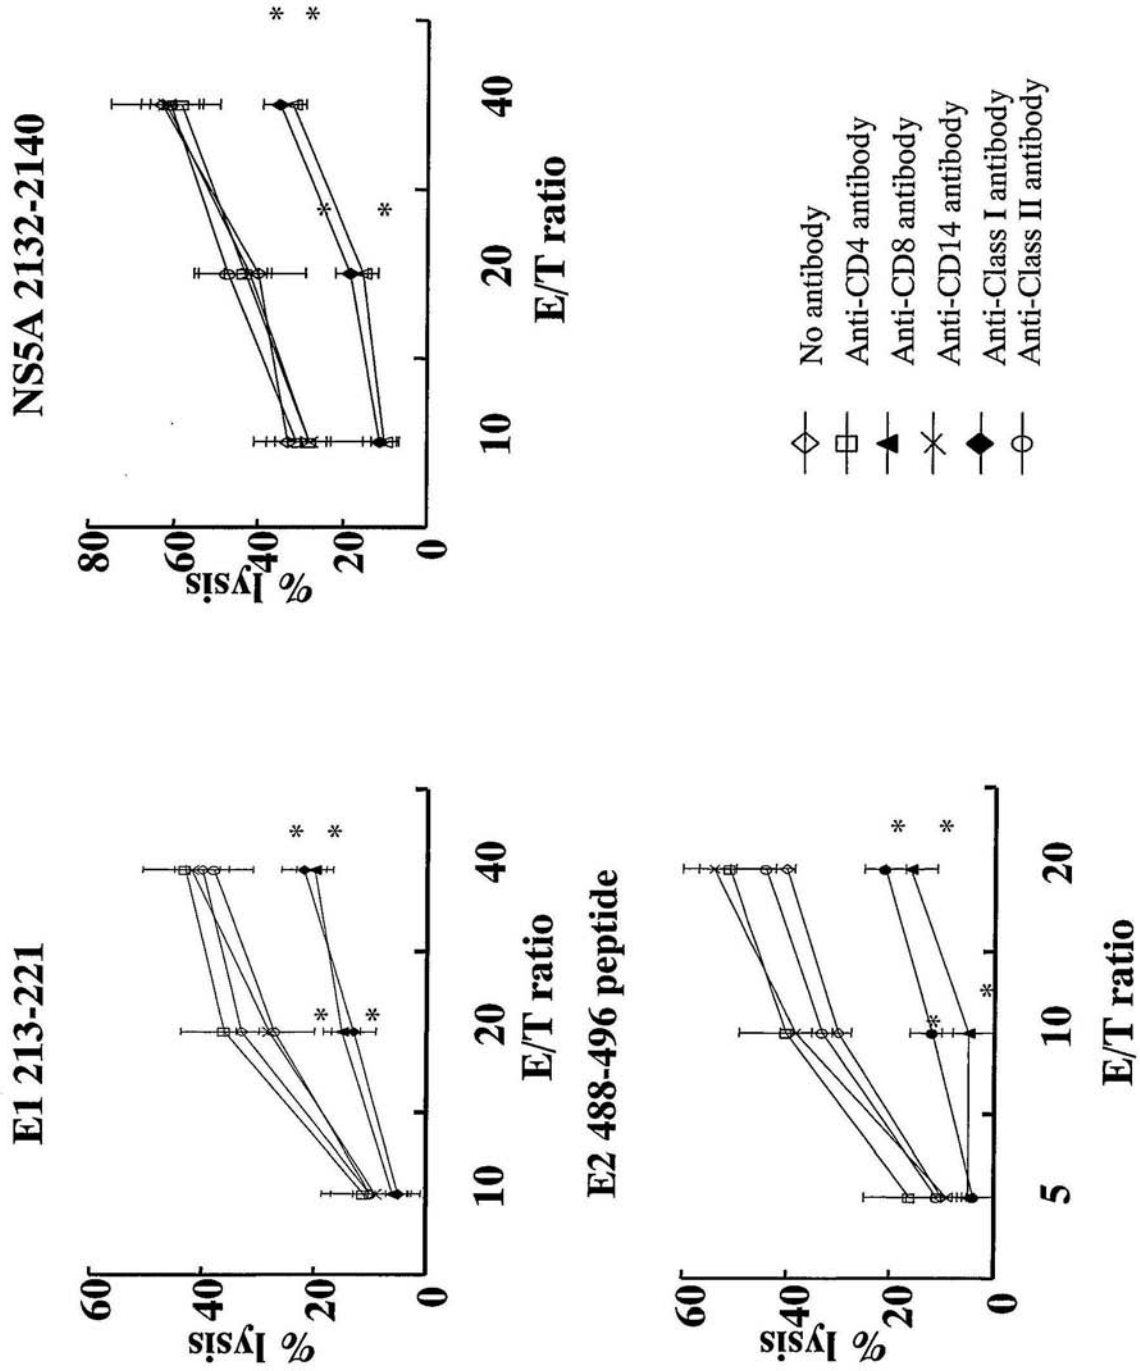 E1 213-221
% lysis
60
40
20
0
10
20
40
E/T ratio
*
*
*
*
NS5A 2132-2140
% lysis
80
60
40
20
0
10
20
40
E/T ratio
*
*
*
*
E2 488-496 peptide
% lysis
60
40
20
0
5
10
20
E/T ratio
*
*
*
*
No antibody
Anti-CD4 antibody
Anti-CD8 antibody
Anti-CD14 antibody
Anti-Class I antibody
Anti-Class II antibody